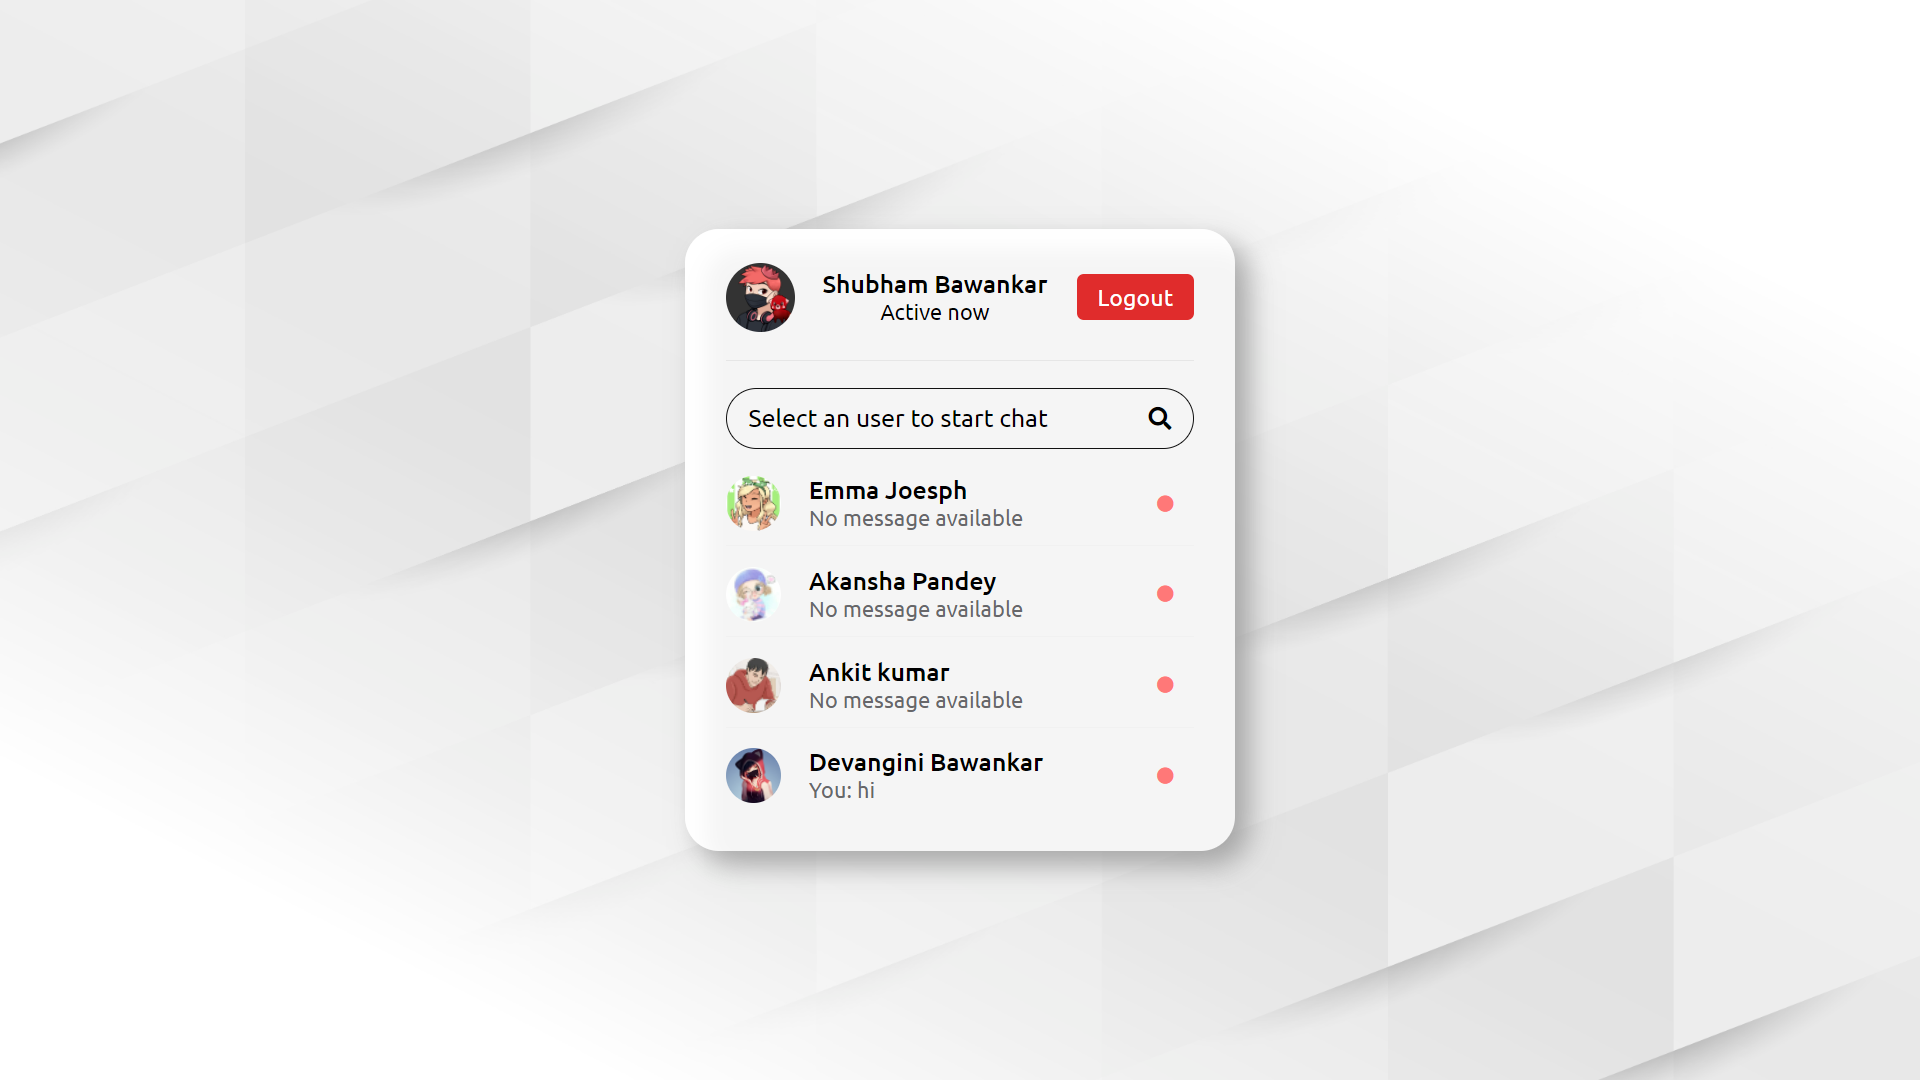 Shubham Bawankar
Active now
Logout
Select an user to start chat
Emma Joesph
No message available
Akansha Pandey
No message available
Ankit kumar
No message available
Devangini Bawankar
You: hi